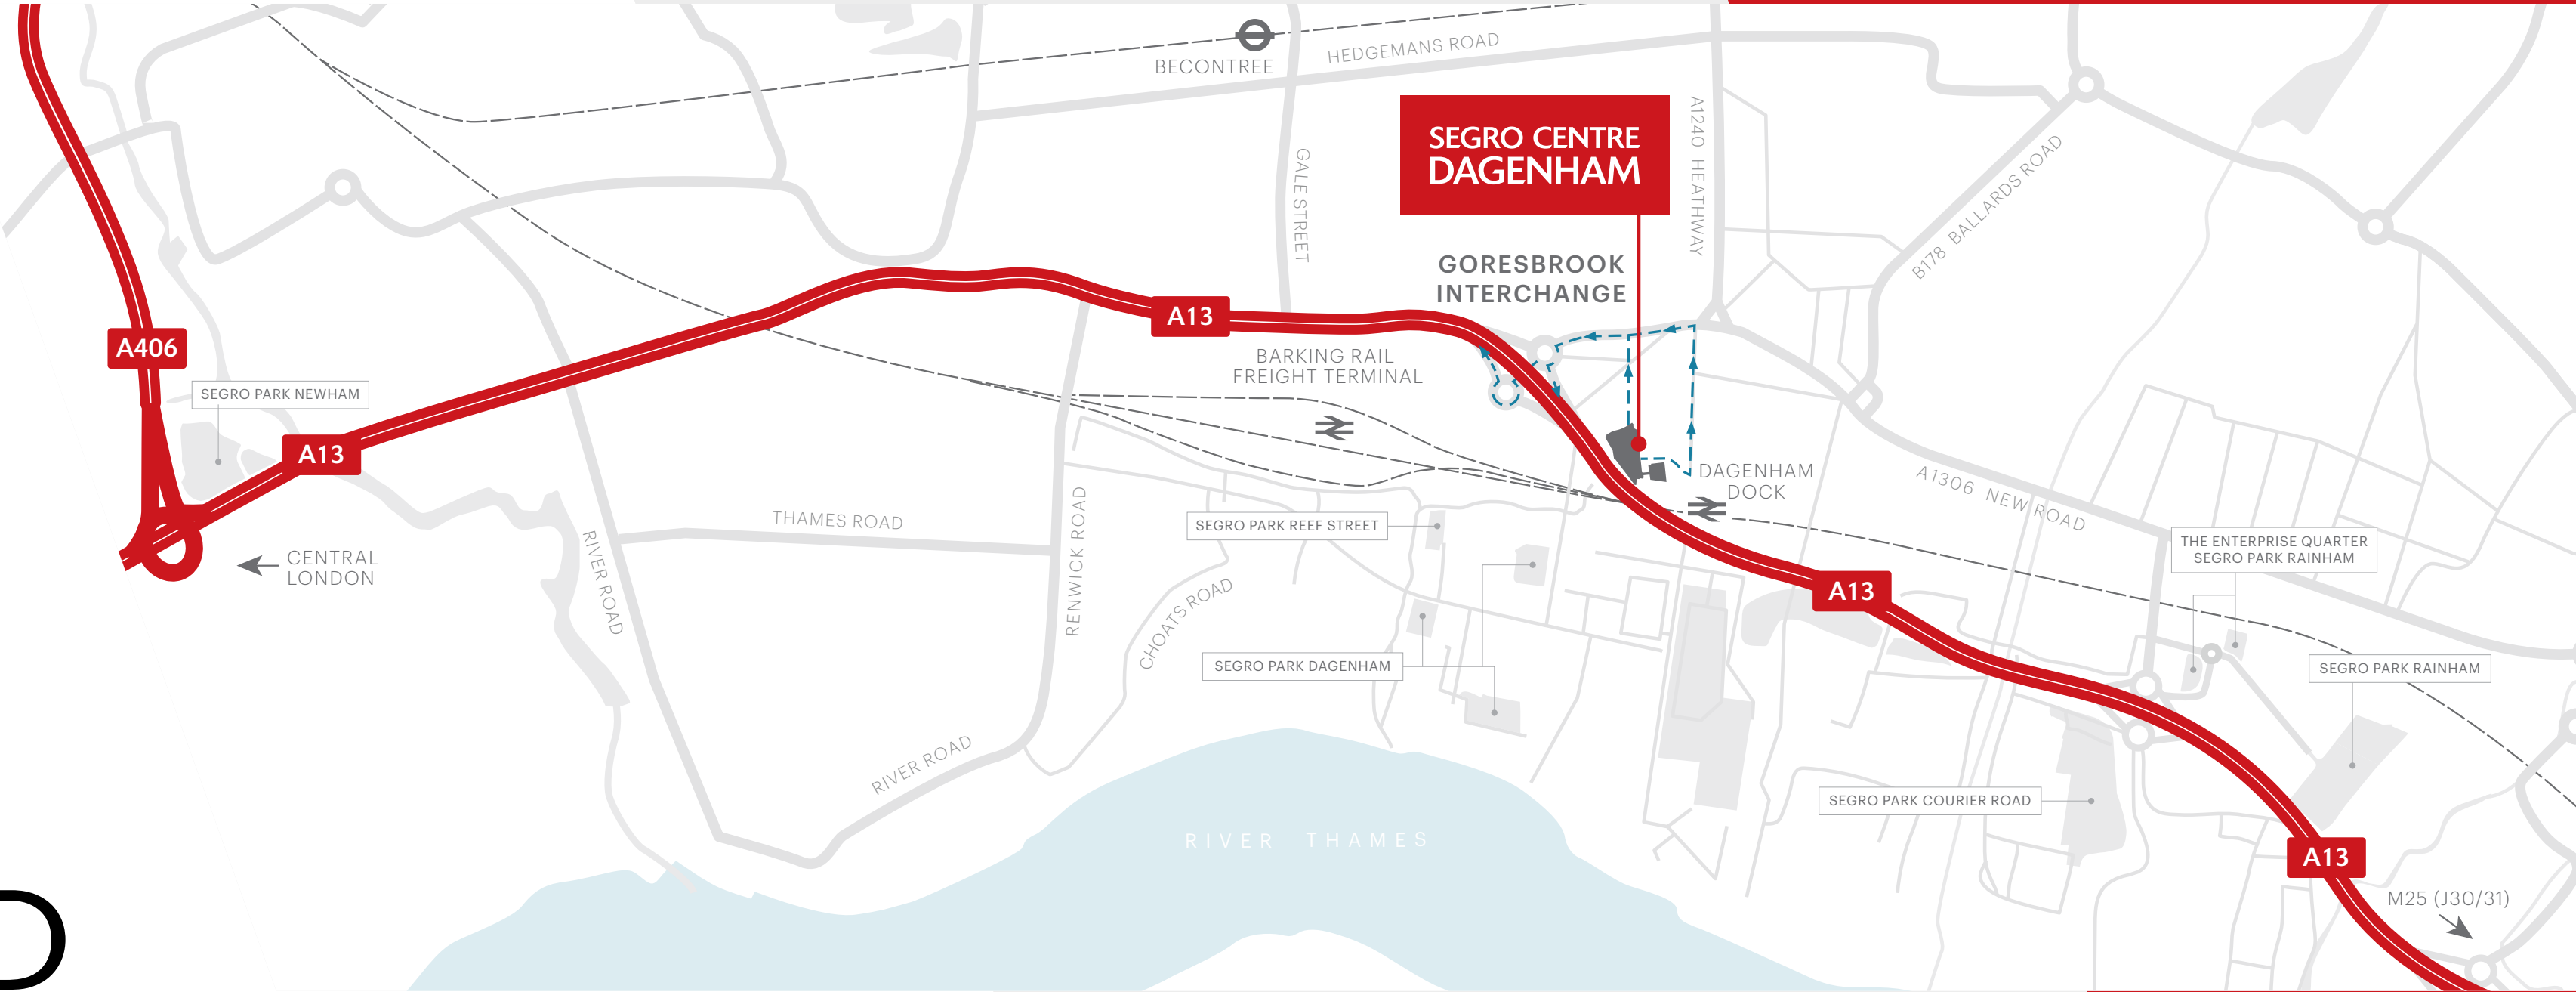 BECONTREE
HEDGEMANS ROAD
SEGRO CENTRE
DAGENHAM
A1240 HEATHWAY
GALE STREET
B178 BALLARDS ROAD
GORESBROOK
INTERCHANGE
A13
A406
BARKING RAIL
FREIGHT TERMINAL
SEGRO PARK NEWHAM
A13
DAGENHAM
DOCK
A1306 NEW ROAD
THAMES ROAD
RIVER ROAD
RENWICK ROAD
SEGRO PARK REEF STREET
CENTRAL
LONDON
THE ENTERPRISE QUARTER
SEGRO PARK RAINHAM
A13
CHOATS ROAD
SEGRO PARK DAGENHAM
SEGRO PARK RAINHAM
RIVER ROAD
SEGRO PARK COURIER ROAD
RIVER THAMES
A13
M25 (J30/31)